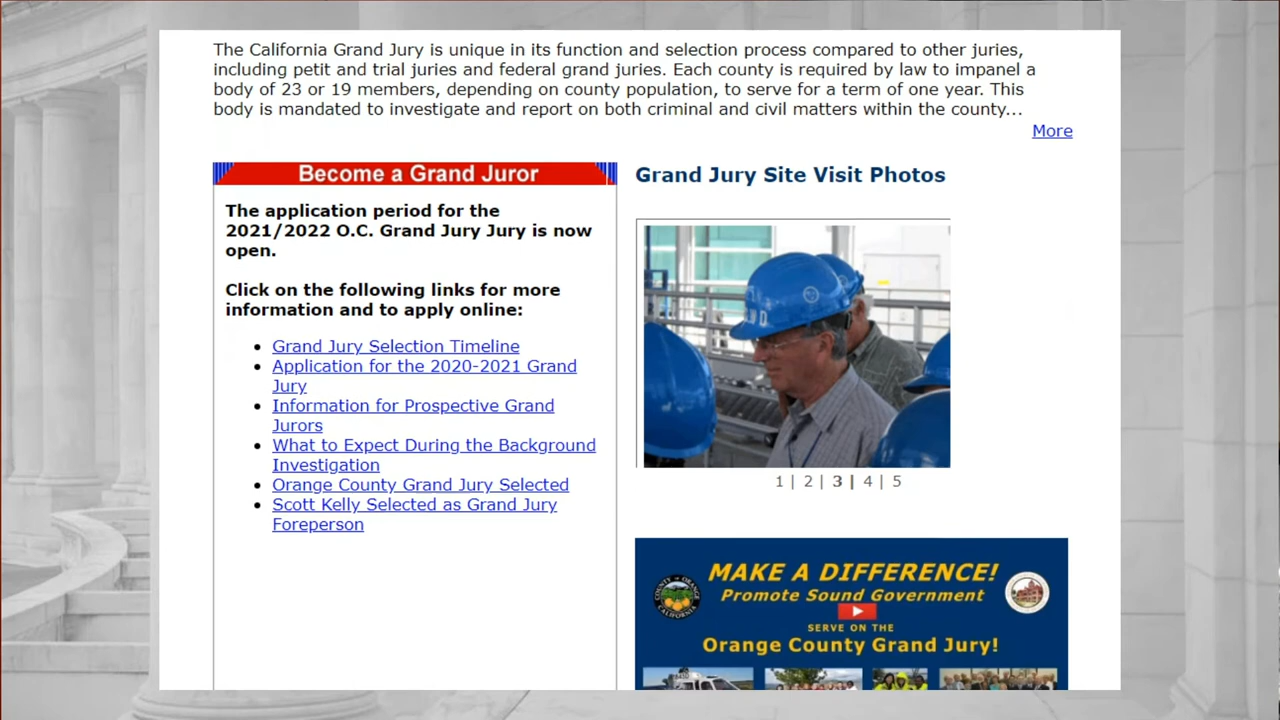 The California Grand Jury is unique in its function and selection process compared to other juries,
including petit and trial juries and federal grand juries. Each county is required by law to impanel a
body of 23 or 19 members, depending on county population, to serve for a term of one year. This
body is mandated to investigate and report on both criminal and civil matters within the county...
More
Become a Grand Juror
The application period for the
2021/2022 O.C. Grand Jury Jury is now
open.
Click on the following links for more
information and to apply online:
Grand Jury Selection Timeline
Application for the 2020-2021 Grand
Jury
Information for Prospective Grand
Jurors
What to Expect During the Background
Investigation
Orange County Grand Jury Selected
Scott Kelly Selected as Grand Jury
Foreperson
Grand Jury Site Visit Photos
1 | 2 | 3 | 4 | 5
MAKE A DIFFERENCE!
Promote Sound Government
SERVE ON THE
Orange County Grand Jury!
COUNTY OF ORANGE
CALIFORNIA